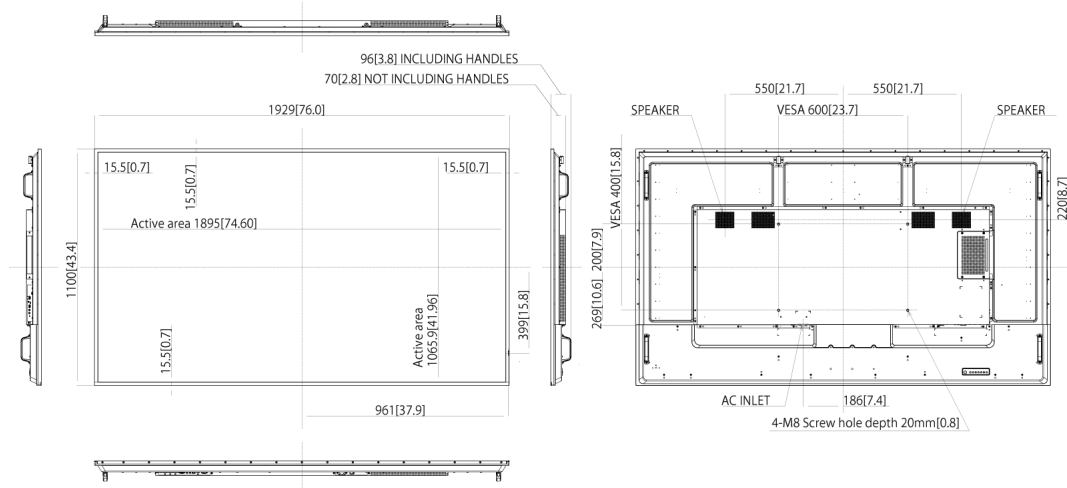 96[3.8] INCLUDING HANDLES
70[2.8] NOT INCLUDING HANDLES
1929[76.0]
15.5[0.7]
15.5[0.7]
15.5[0.7]
Active area 1895[74.60]
1100[43.4]
Active area
1065.9[41.96]
399[15.8]
15.5[0.7]
961[37.9]
550[21.7]
550[21.7]
SPEAKER
VESA 600[23.7]
SPEAKER
VESA 400[15.8]
220[8.7]
200[7.9]
269[10.6]
AC INLET
186[7.4]
4-M8 Screw hole depth 20mm[0.8]